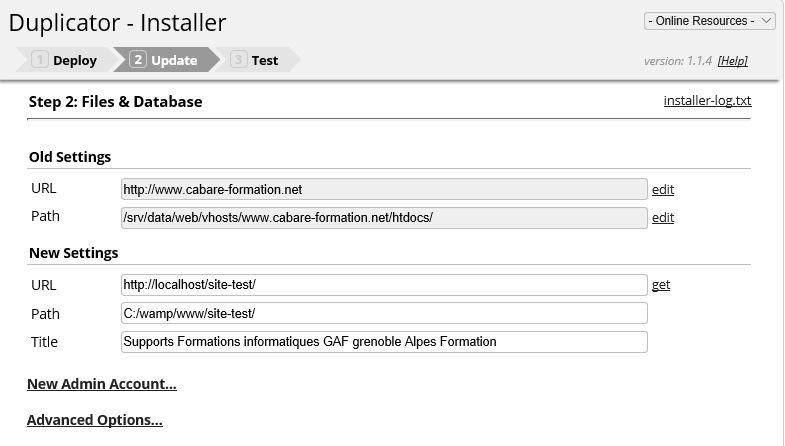 Duplicator - Installer
- Online Resources -
1 Deploy 2 Update 3 Test
version: 1.1.4 [Help]
Step 2: Files & Database
installer-log.txt
Old Settings
URL http://www.cabare-formation.net edit
Path /srv/data/web/vhosts/www.cabare-formation.net/htdocs/ edit
New Settings
URL http://localhost/site-test/ get
Path C:/wamp/www/site-test/
Title Supports Formations informatiques GAF grenoble Alpes Formation
New Admin Account...
Advanced Options...